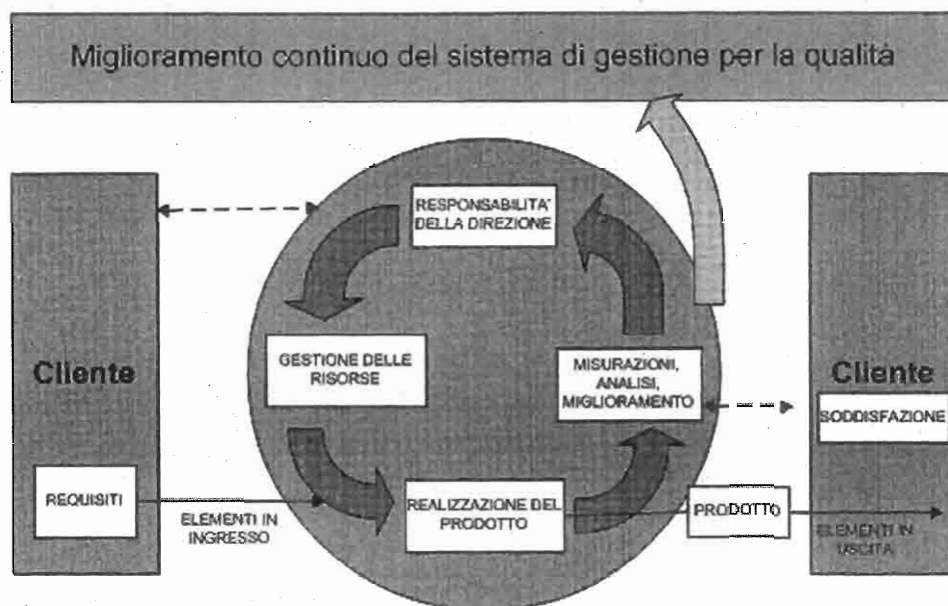 Miglioramento continuo del sistema di gestione per la qualità
RESPONSABILITA'
DELLA DIREZIONE
Cliente
GESTIONE DELLE
RISORSE
MISURAZIONI,
ANALISI,
MIGLIORAMENTO
Cliente
SODDISFAZIONE
REQUISITI
ELEMENTI IN
INGRESSO
REALIZZAZIONE DEL
PRODOTTO
PRODOTTO
ELEMENTI IN
USCITA